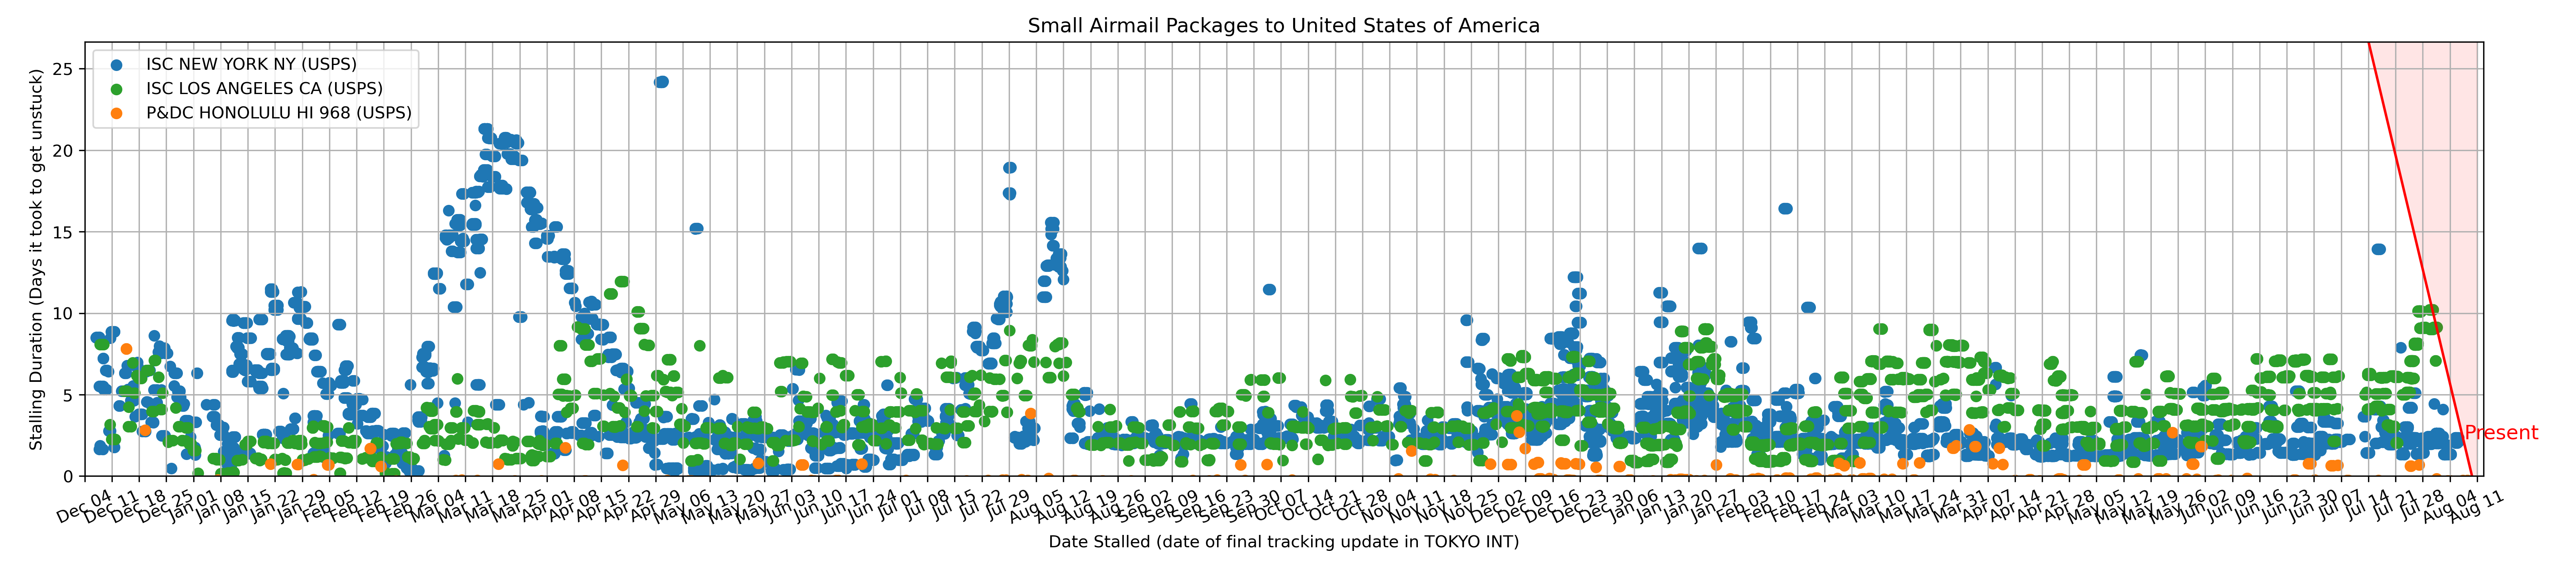 Small Airmail Packages to United States of America
ISC NEW YORK NY (USPS)
ISC LOS ANGELES CA (USPS)
P&DC HONOLULU HI 968 (USPS)
Stalling Duration (Days it took to get unstuck)
25
20
15
10
5
0
Present
Dec 04
Dec 11
Dec 18
Dec 25
Jan 01
Jan 08
Jan 15
Jan 22
Jan 29
Feb 05
Feb 12
Feb 19
Feb 26
Mar 04
Mar 11
Mar 18
Mar 25
Apr 01
Apr 08
Apr 15
Apr 22
Apr 29
May 06
May 13
May 20
May 27
Jun 03
Jun 10
Jun 17
Jun 24
Jul 01
Jul 08
Jul 15
Jul 22
Jul 29
Aug 05
Aug 12
Aug 19
Aug 26
Sep 02
Sep 09
Sep 16
Sep 23
Sep 30
Oct 07
Oct 14
Oct 21
Oct 28
Nov 04
Nov 11
Nov 18
Nov 25
Dec 02
Dec 09
Dec 16
Dec 23
Dec 30
Jan 06
Jan 13
Jan 20
Jan 27
Feb 03
Feb 10
Feb 17
Feb 24
Mar 03
Mar 10
Mar 17
Mar 24
Mar 31
Apr 07
Apr 14
Apr 21
Apr 28
May 05
May 12
May 19
May 26
Jun 02
Jun 09
Jun 16
Jun 23
Jun 30
Jul 07
Jul 14
Jul 21
Jul 28
Aug 04
Aug 11
Date Stalled (date of final tracking update in TOKYO INT)